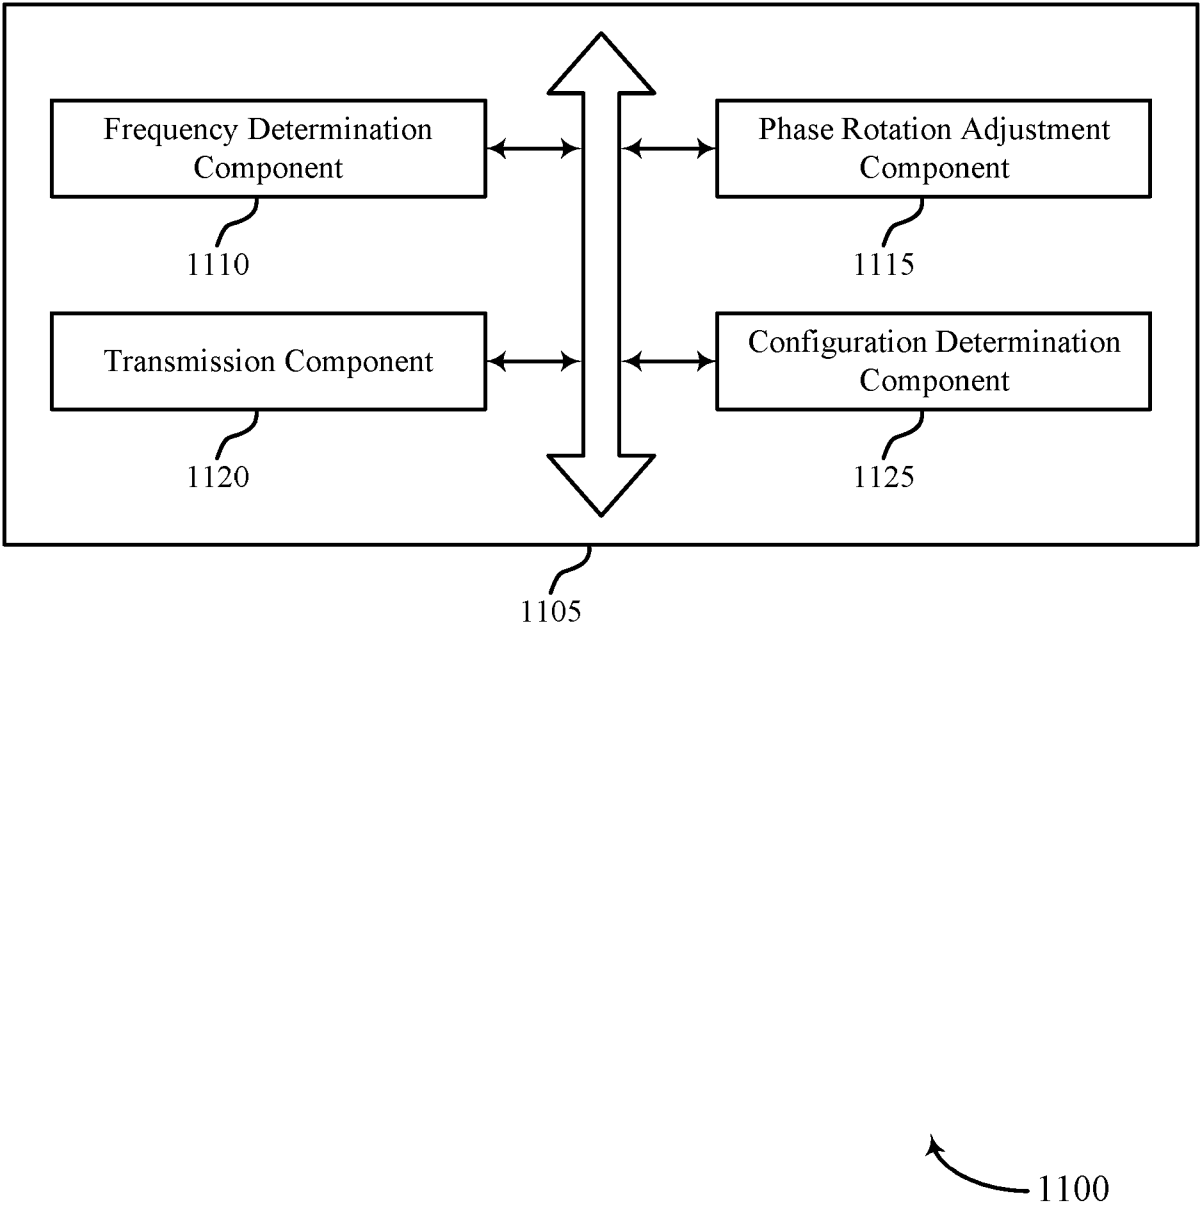 Frequency Determination
Component
1110
Phase Rotation Adjustment
Component
1115
Transmission Component
1120
Configuration Determination
Component
1125
1105
1100